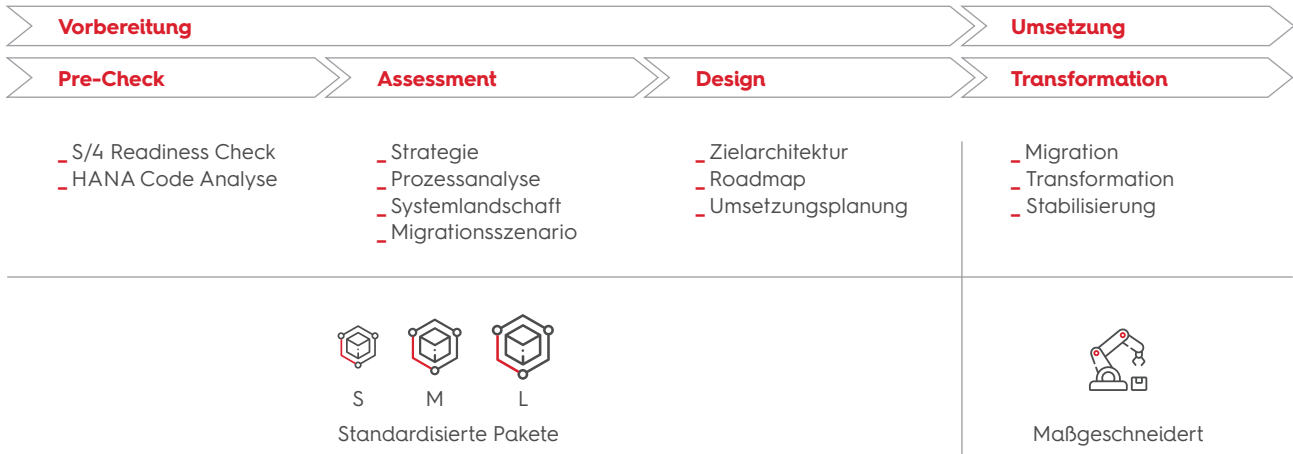 Vorbereitung
Umsetzung
Pre-Check
Assessment
Design
Transformation
_ S/4 Readiness Check
_ HANA Code Analyse
_ Strategie
_ Prozessanalyse
_ Systemlandschaft
_ Migrationsszenario
_ Zielarchitektur
_ Roadmap
_ Umsetzungsplanung
_ Migration
_ Transformation
_ Stabilisierung
S
M
L
Standardisierte Pakete
Maßgeschneidert